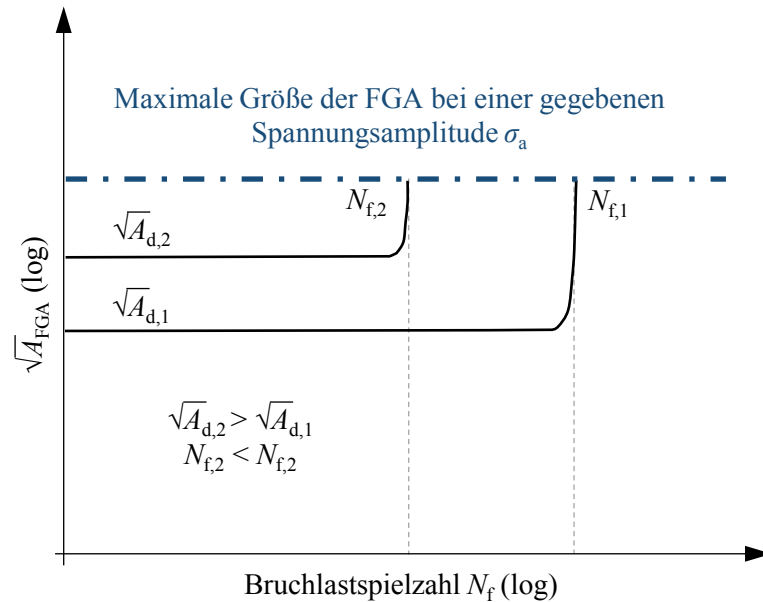 Maximale Größe der FGA bei einer gegebenen
Spannungsamplitude σa
Nf,2
Nf,1
√Ad,2
√Ad,1
√AFGA (log)
√Ad,2 > √Ad,1
Nf,2 < Nf,2
Bruchlastspielzahl Nf (log)